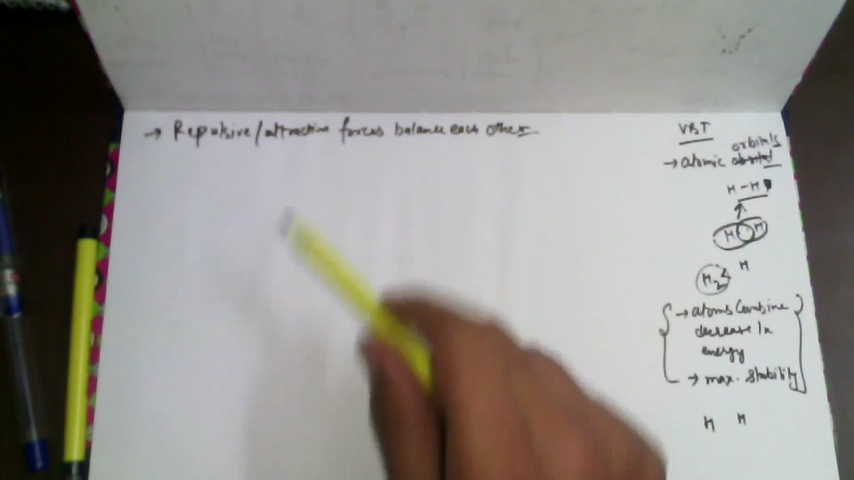 → Repulsive/attractive forces balance each other
VBT
→ atomic orbitals
H-H
H H
H2 H
→ atoms combine
decrease in
energy
→ max. stability
H H